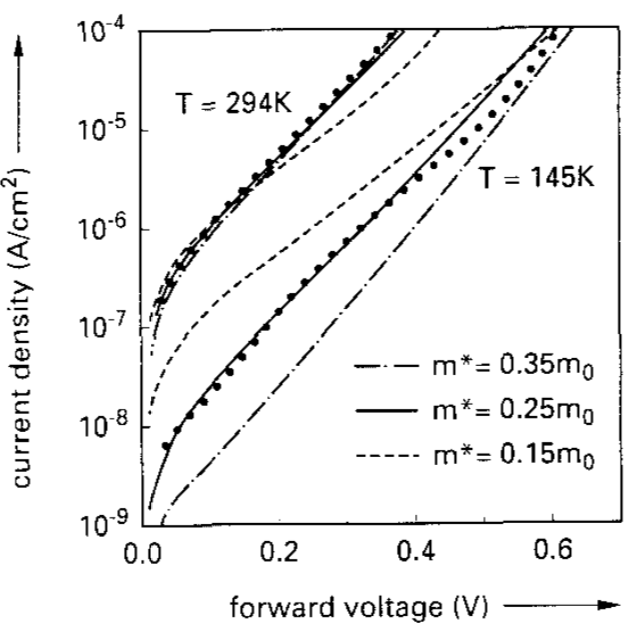 10⁻⁴
10⁻⁵
10⁻⁶
10⁻⁷
10⁻⁸
10⁻⁹
current density (A/cm²)
T = 294K
T = 145K
m*= 0.35m₀
m*= 0.25m₀
m*= 0.15m₀
0.0 0.2 0.4 0.6
forward voltage (V)